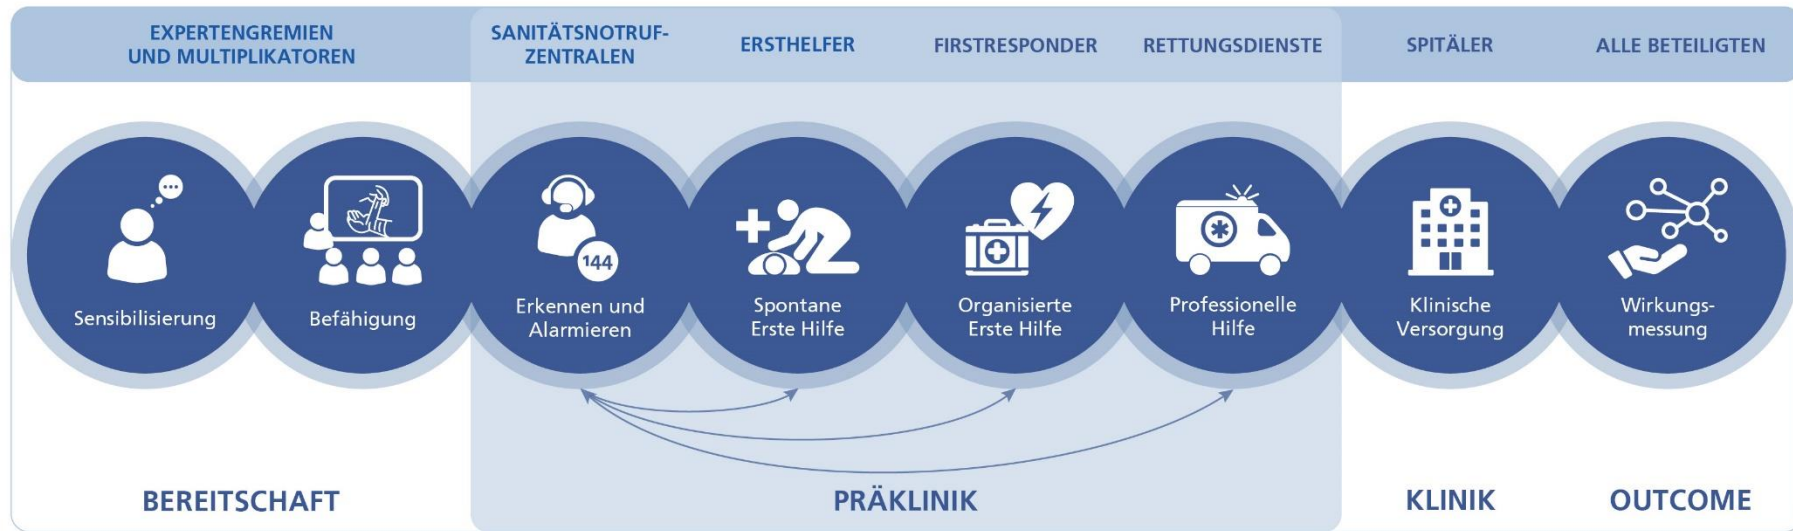 EXPERTENGREMIEN
UND MULTIPLIKATOREN
SANITÄTSNOTRUF-
ZENTRALEN
ERSTHELFER
FIRSTRESPONDER
RETTUNGSDIENSTE
SPITÄLER
ALLE BETEILIGTEN
Sensibilisierung
Befähigung
144
Erkennen und
Alarmieren
Spontane
Erste Hilfe
Organisierte
Erste Hilfe
Professionelle
Hilfe
Klinische
Versorgung
Wirkungs-
messung
BEREITSCHAFT
PRÄKLINIK
KLINIK
OUTCOME